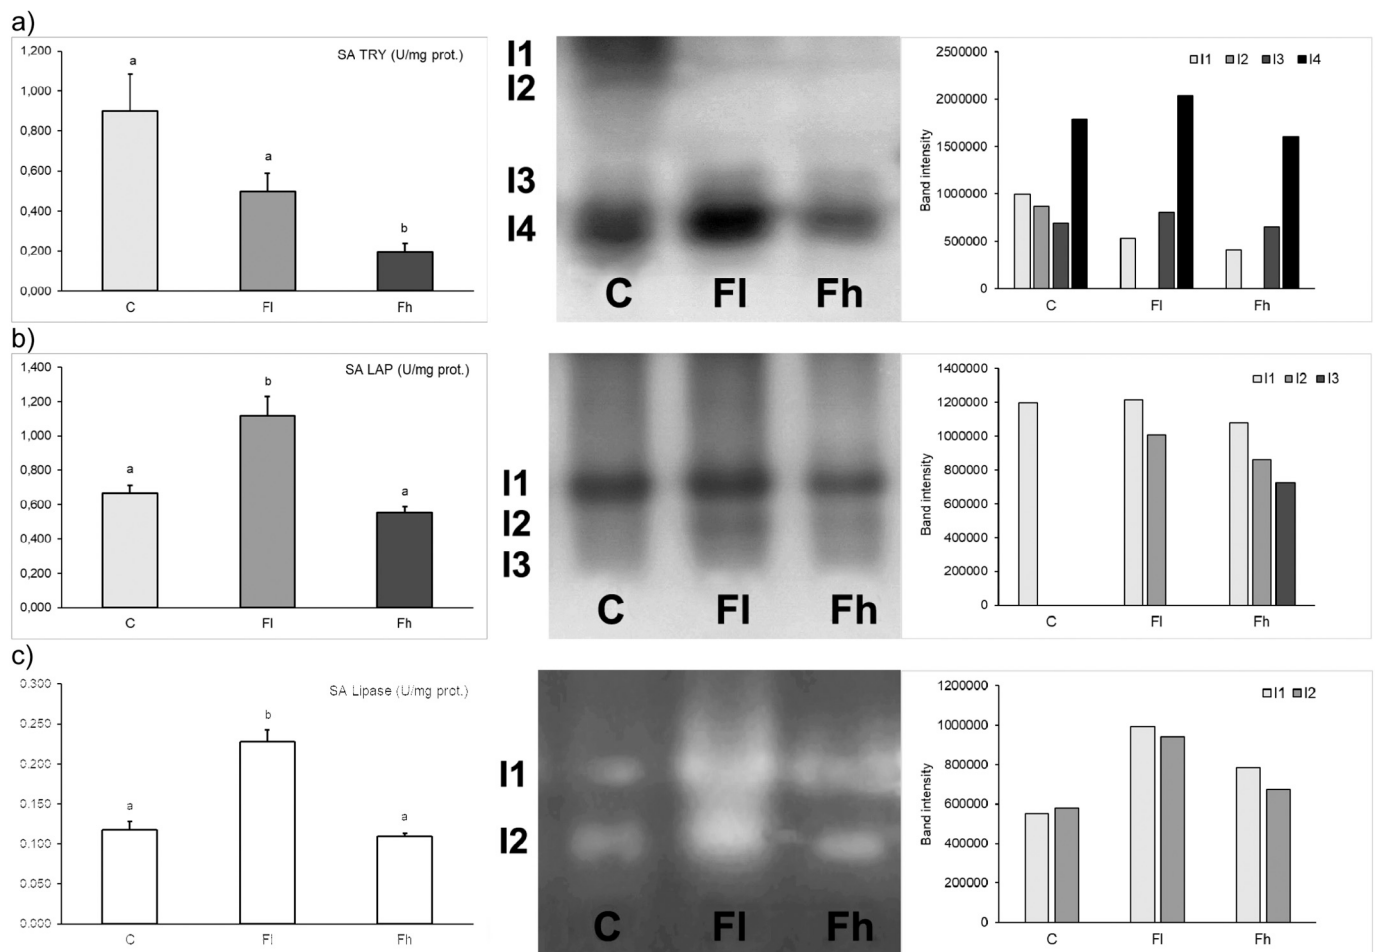 a)
SA TRY (U/mg prot.)
1,200
1,000
0,800
0,600
0,400
0,200
0,000
a
a
b
C
Fl
Fh
I1
I2
I3
I4
C
Fl
Fh
I1 I2 I3 I4
Band intensity
2500000
2000000
1500000
1000000
500000
0
C
Fl
Fh
b)
SA LAP (U/mg prot.)
1,400
1,200
1,000
0,800
0,600
0,400
0,200
0,000
a
b
a
C
Fl
Fh
I1
I2
I3
C
Fl
Fh
I1 I2 I3
Band intensity
1400000
1200000
1000000
800000
600000
400000
200000
0
C
Fl
Fh
c)
SA Lipase (U/mg prot.)
0.300
0.250
0.200
0.150
0.100
0.050
0.000
a
b
a
C
Fl
Fh
I1
I2
C
Fl
Fh
I1 I2
Band intensity
1200000
1000000
800000
600000
400000
200000
0
C
Fl
Fh